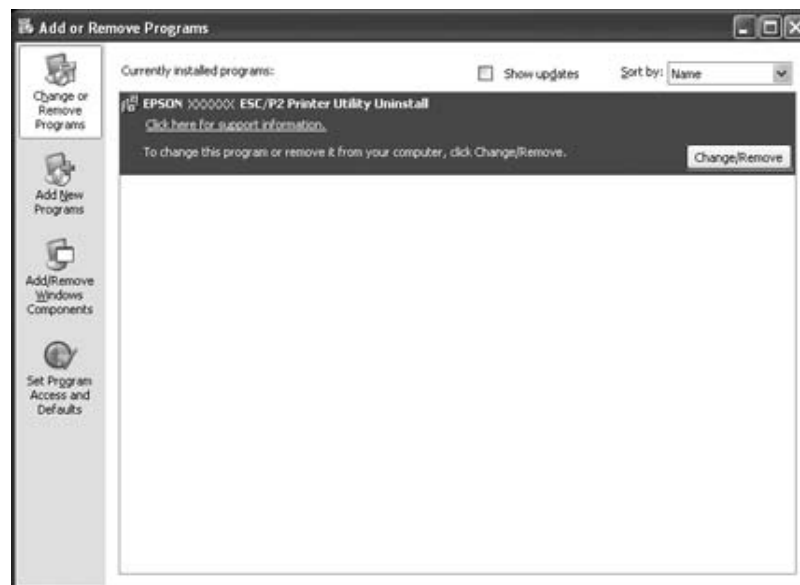 Add or Remove Programs
Change or
Remove
Programs
Currently installed programs:
Show updates
Sort by:
Name
EPSON XXXXXX ESC/P2 Printer Utility Uninstall
Click here for support information.
To change this program or remove it from your computer, click Change/Remove.
Change/Remove
Add New
Programs
Add/Remove
Windows
Components
Set Program
Access and
Defaults